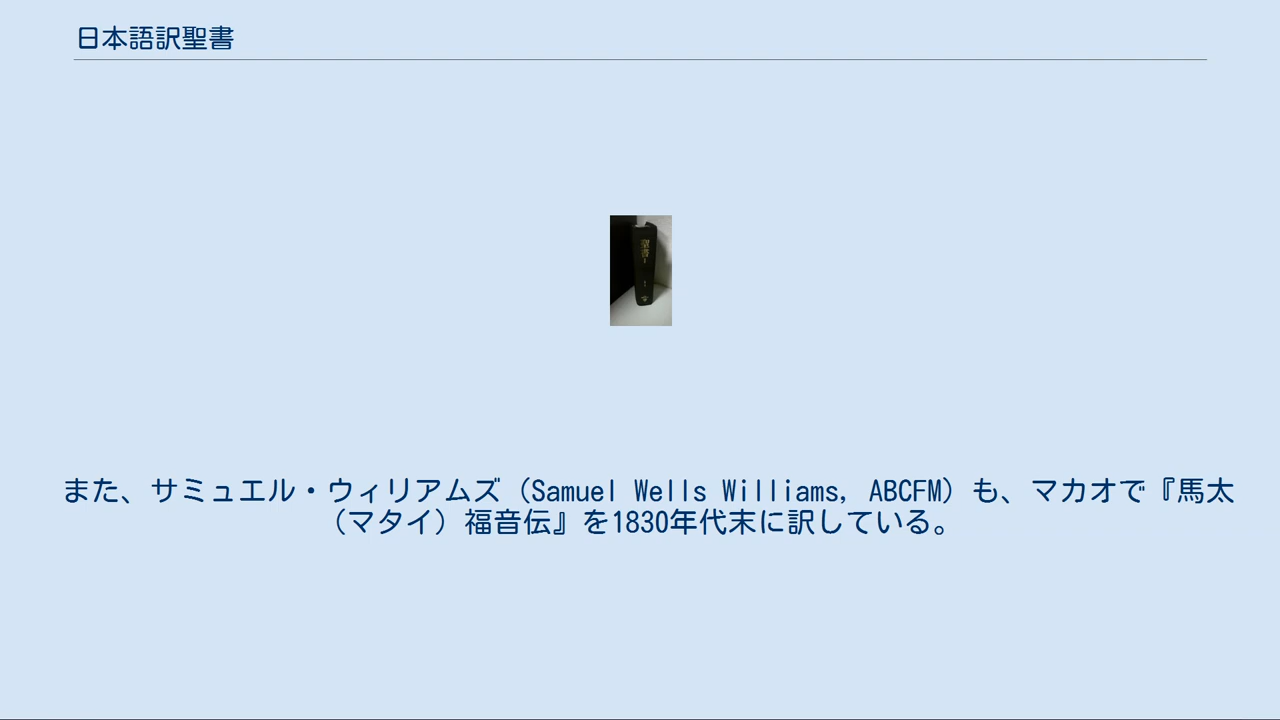 日本語訳聖書
聖書
また、サミュエル・ウィリアムズ（Samuel Wells Williams, ABCFM）も、マカオで『馬太
（マタイ）福音伝』を1830年代末に訳している。